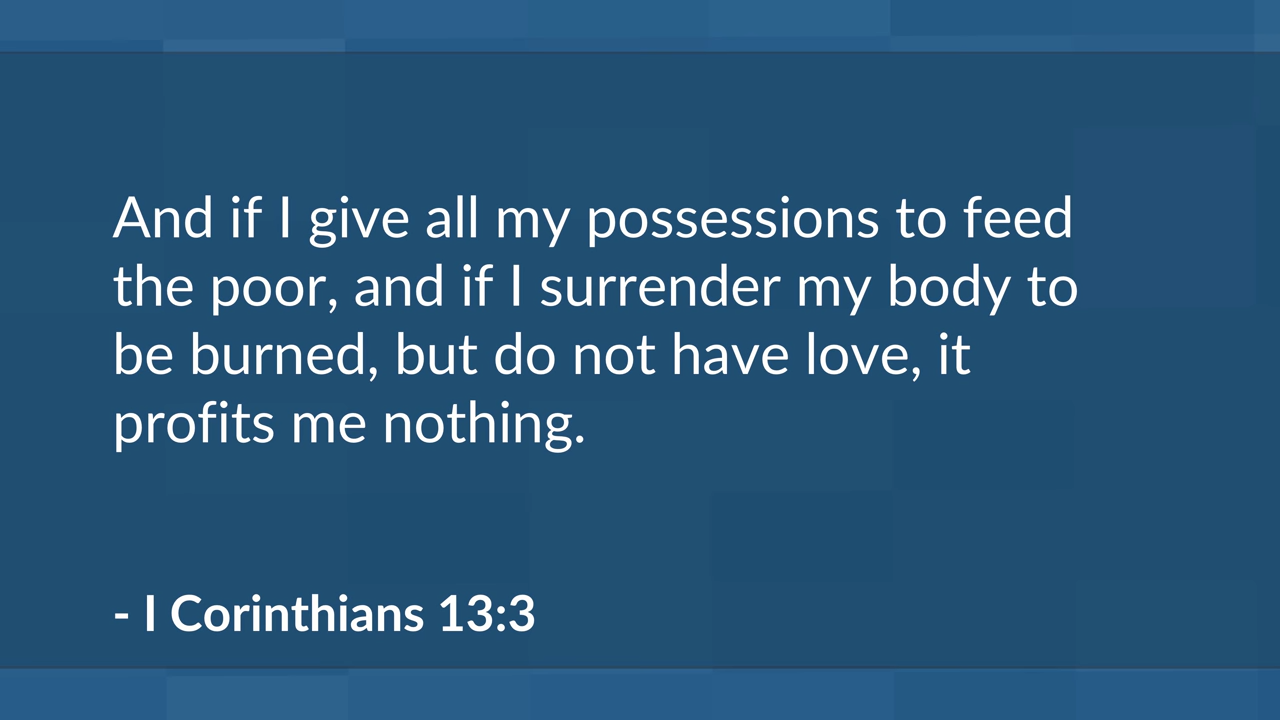 And if I give all my possessions to feed
the poor, and if I surrender my body to
be burned, but do not have love, it
profits me nothing.
- I Corinthians 13:3